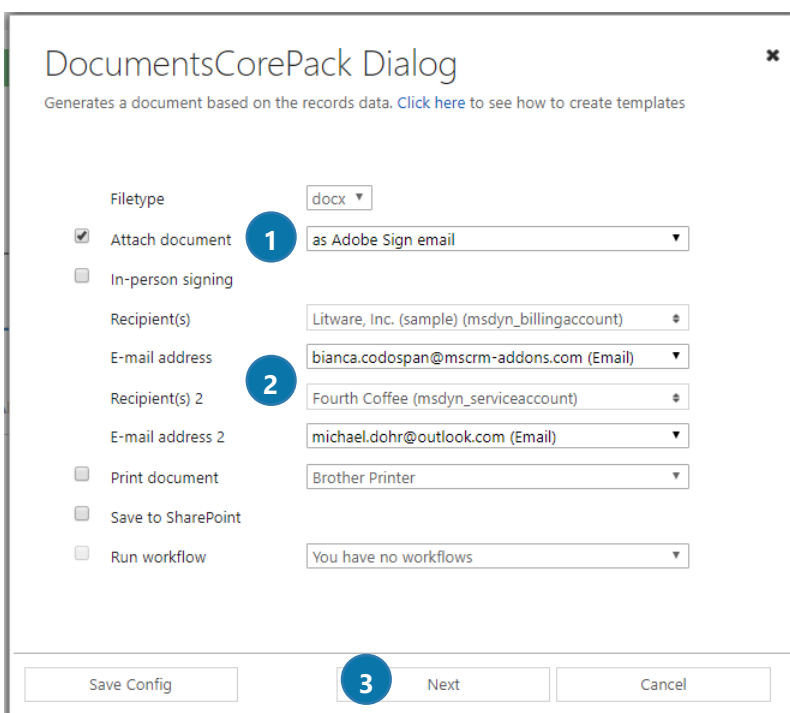 DocumentsCorePack Dialog
Generates a document based on the records data. Click here to see how to create templates
Filetype docx
Attach document 1 as Adobe Sign email
In-person signing
Recipient(s) Litware, Inc. (sample) (msdyn_billingaccount)
E-mail address bianca.codospan@mscrm-addons.com (Email)
2
Recipient(s) 2 Fourth Coffee (msdyn_serviceaccount)
E-mail address 2 michael.dohr@outlook.com (Email)
Print document Brother Printer
Save to SharePoint
Run workflow You have no workflows
Save Config 3 Next Cancel